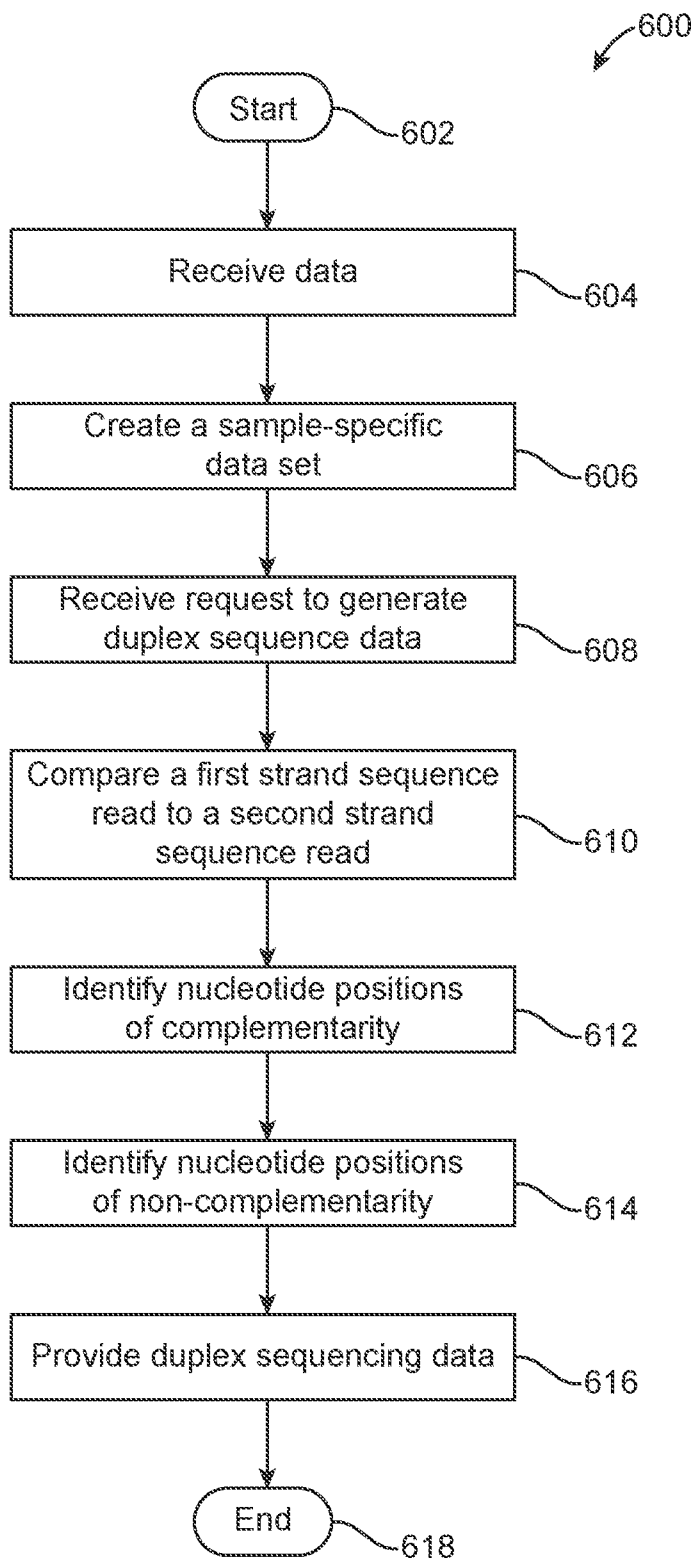 600
Start
602
Receive data
604
Create a sample-specific
data set
606
Receive request to generate
duplex sequence data
608
Compare a first strand sequence
read to a second strand
sequence read
610
Identify nucleotide positions
of complementarity
612
Identify nucleotide positions
of non-complementarity
614
Provide duplex sequencing data
616
End
618